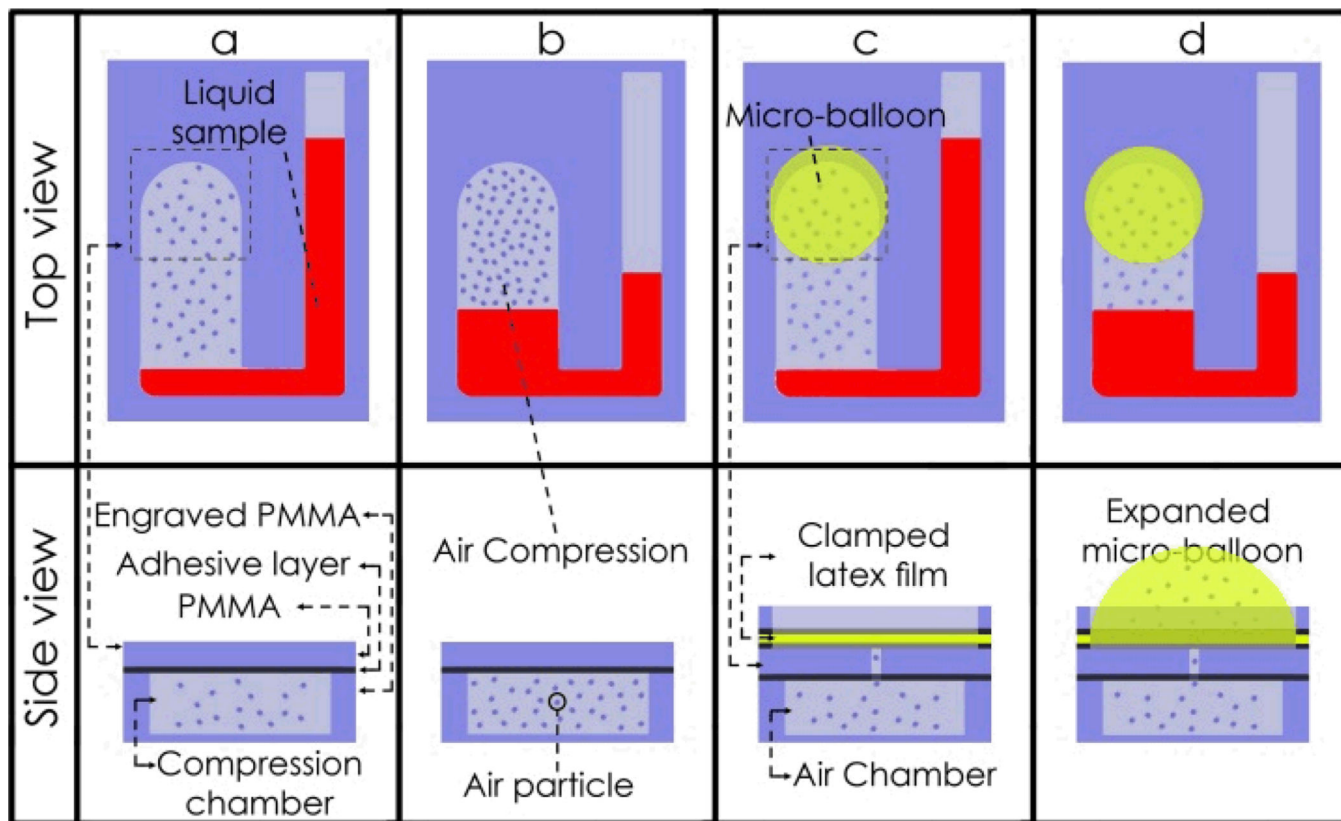 a
b
c
d
Top view
Liquid
sample
Micro-balloon
Side view
Engraved PMMA
Adhesive layer
PMMA
Compression
chamber
Air Compression
Air particle
Clamped
latex film
Air Chamber
Expanded
micro-balloon